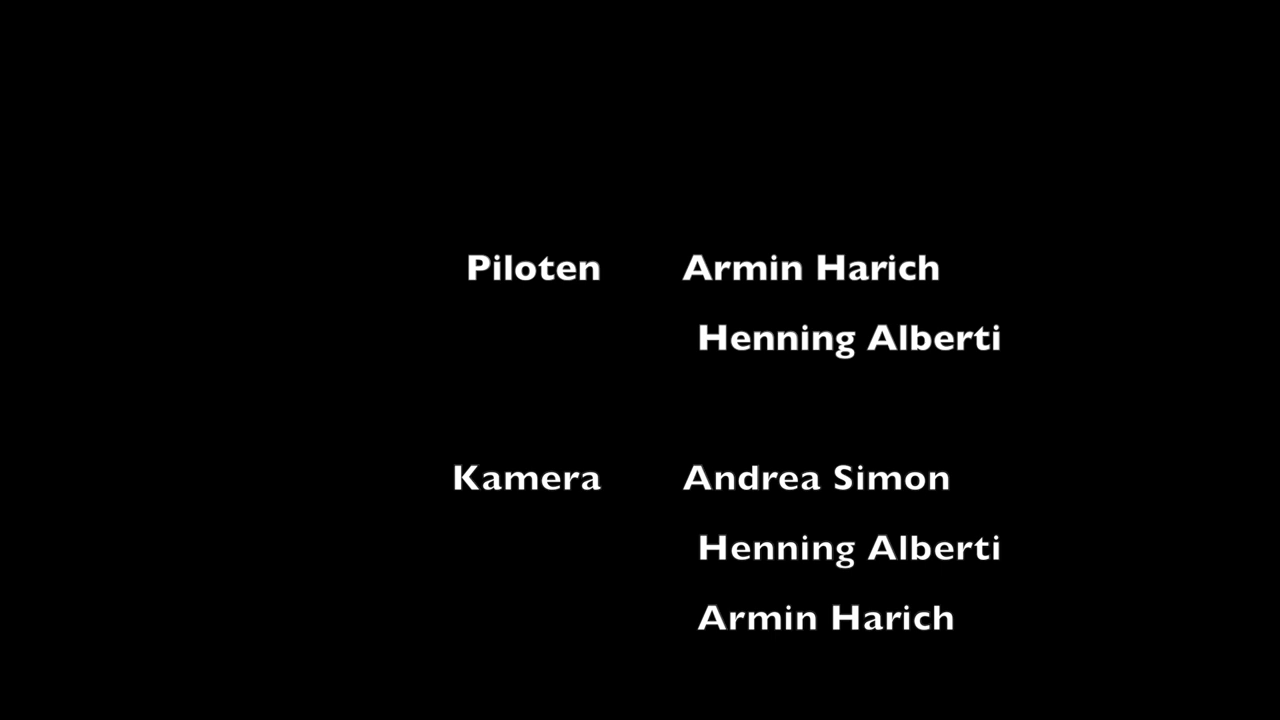 Piloten Armin Harich
Henning Alberti
Kamera Andrea Simon
Henning Alberti
Armin Harich